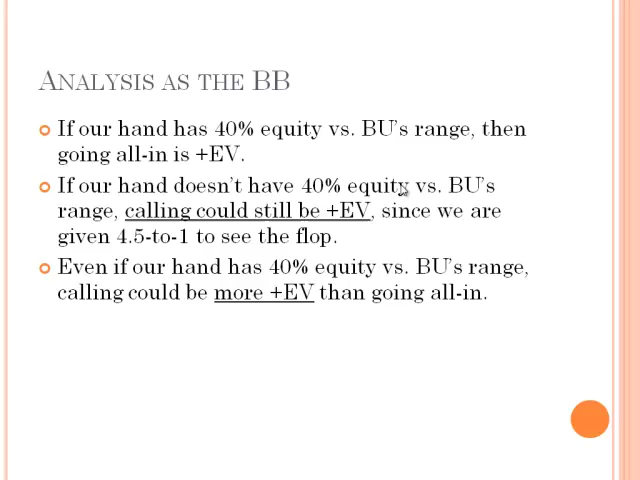 ANALYSIS AS THE BB
If our hand has 40% equity vs. BU's range, then
going all-in is +EV.
If our hand doesn't have 40% equity vs. BU's
range, calling could still be +EV, since we are
given 4.5-to-1 to see the flop.
Even if our hand has 40% equity vs. BU's range,
calling could be more +EV than going all-in.